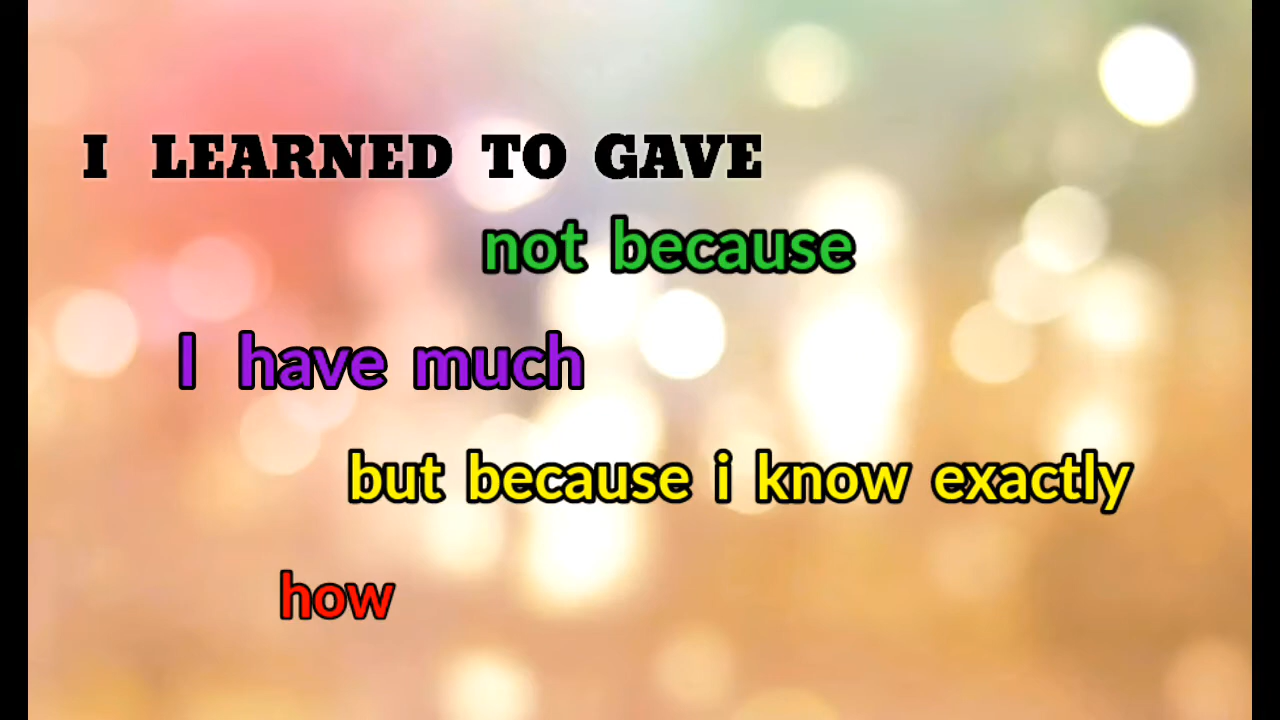 I LEARNED TO GAVE
not because
I have much
but because i know exactly
how